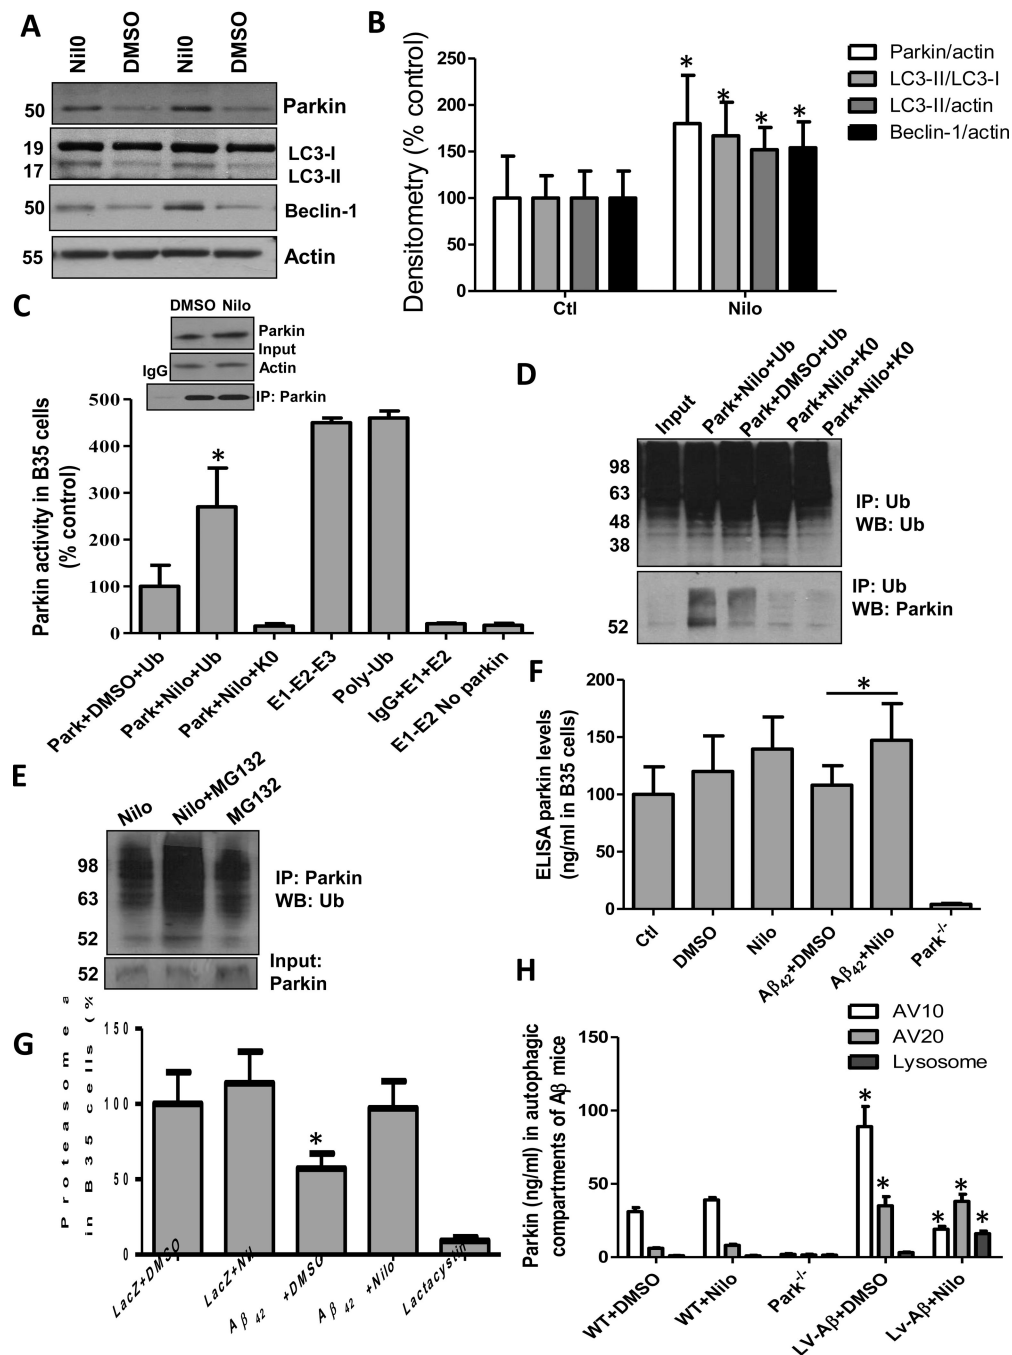 A
Nil0
DMSO
Nil0
DMSO
50
Parkin
19
17
LC3-I
LC3-II
50
Beclin-1
55
Actin
B
Densitometry (% control)
250
200
150
100
50
0
*
*
*
*
Ctl
Nilo
Parkin/actin
LC3-II/LC3-I
LC3-II/actin
Beclin-1/actin
C
DMSO Nilo
Parkin
Input
Actin
IgG
IP: Parkin
Parkin activity in B35 cells
(% control)
500
400
300
200
100
0
*
Park+DMSO+Ub
Park+Nilo+Ub
Park+Nilo+K0
E1-E2-E3
Poly-Ub
IgG+E1+E2
E1-E2 No parkin
D
Input
Park+Nilo+Ub
Park+DMSO+Ub
Park+Nilo+K0
Park+Nilo+K0
98
63
48
38
IP: Ub
WB: Ub
52
IP: Ub
WB: Parkin
E
Nilo
Nilo+MG132
MG132
98
63
52
IP: Parkin
WB: Ub
52
Input:
Parkin
F
ELISA parkin levels
(ng/ml in B35 cells)
200
150
100
50
0
*
Ctl
DMSO
Nilo
Aβ42+DMSO
Aβ42+Nilo
Park-/-
G
Proteasome a
in B35 cells (%
150
100
50
0
*
LacZ+DMSO
LacZ+Nil
Aβ42 +DMSO
Aβ42 +Nilo
Lactacystin
H
Parkin (ng/ml) in autophagic
compartments of Aβ mice
150
100
50
0
AV10
AV20
Lysosome
*
*
*
*
*
WT+DMSO
WT+Nilo
Park-/-
LV-Aβ+DMSO
Lv-Aβ+Nilo